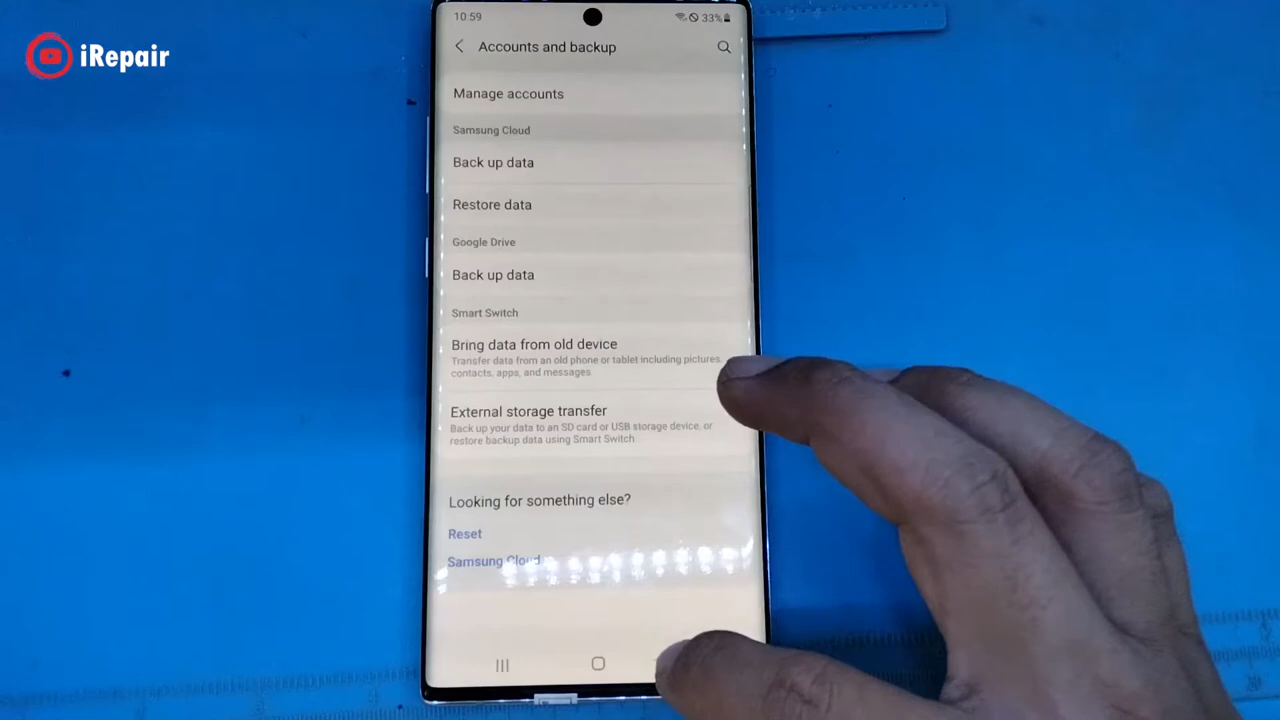 iRepair
10:59
33%
Accounts and backup
Manage accounts
Samsung Cloud
Back up data
Restore data
Google Drive
Back up data
Smart Switch
Bring data from old device
Transfer data from an old phone or tablet including pictures,
contacts, apps, and messages
External storage transfer
Back up your data to an SD card or USB storage device, or
restore backup data using Smart Switch
Looking for something else?
Reset
Samsung Cloud